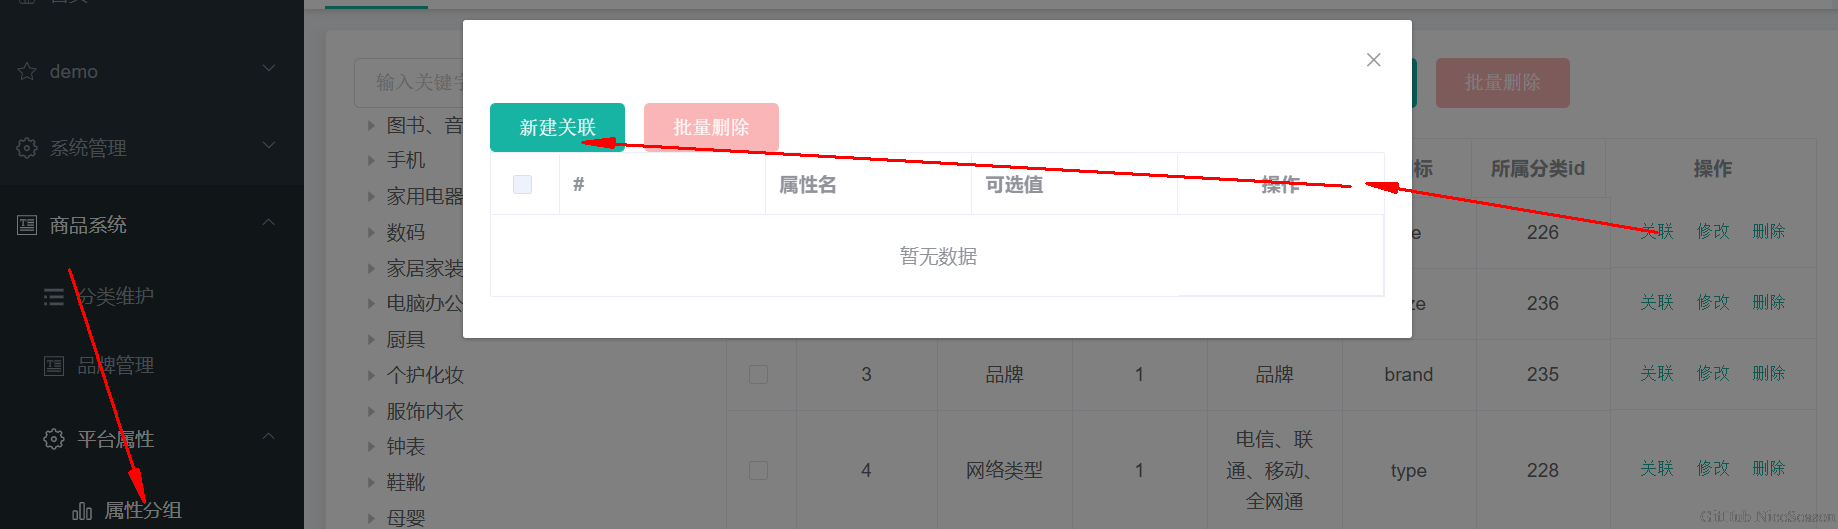 demo
系统管理
商品系统
分类维护
品牌管理
平台属性
属性分组
输入关键字
图书、音
手机
家用电器
数码
家居家装
电脑办公
厨具
个护化妆
服饰内衣
钟表
鞋靴
母婴
新建关联
批量删除
# 属性名 可选值 操作
暂无数据
批量删除
标 所属分类id 操作
e 226 关联 修改 删除
ze 236 关联 修改 删除
3 品牌 1 品牌 brand 235 关联 修改 删除
4 网络类型 1 电信、联
通、移动、
全网通 type 228 关联 修改 删除
GitHub NiceSeason